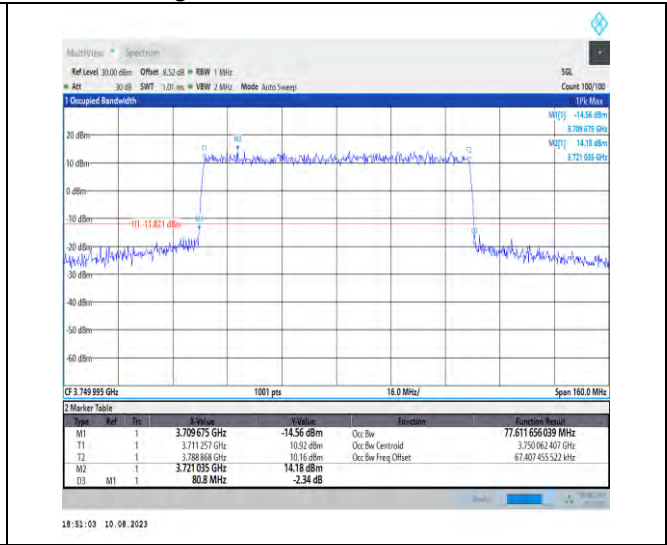 MultiView Spectrum
Ref Level 30.00 dBm Offset 8.52 dB RBW 1 MHz SGL
Att 30 dB SWT 1.01 ms VBW 2 MHz Mode Auto Sweep Count 100/100
1 Occupied Bandwidth 1Pk Max
M1[1] -14.56 dBm
3.709 675 GHz
M2[1] 14.18 dBm
3.721 035 GHz
20 dBm
T1
M2
T2
10 dBm
0 dBm
-10 dBm
H1 -11.821 dBm
-20 dBm
-30 dBm
-40 dBm
-50 dBm
-60 dBm
CF 3.749 995 GHz 1001 pts 16.0 MHz/ Span 160.0 MHz
2 Marker Table
Type Ref Trc X-Value Y-Value Function Function Result
M1 1 3.709 675 GHz -14.56 dBm Occ Bw 77.611 656 039 MHz
T1 1 3.711 257 GHz 10.92 dBm Occ Bw Centroid 3.750 062 407 GHz
T2 1 3.788 868 GHz 10.16 dBm Occ Bw Freq Offset 67.407 455 522 kHz
M2 1 3.721 035 GHz 14.18 dBm
D3 M1 1 80.8 MHz -2.34 dB
18:51:03 10.08.2023